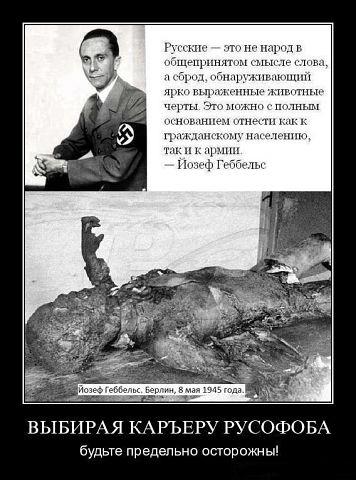 Русские — это не народ в
общепринятом смысле слова,
а сброд, обнаруживающий
ярко выраженные животные
черты. Это можно с полным
основанием отнести как к
гражданскому населению,
так и к армии.
— Йозеф Геббельс
Йозеф Геббельс. Берлин, 8 мая 1945 года.
ВЫБИРАЯ КАРЪЕРУ РУСОФОБА
будьте предельно осторожны!